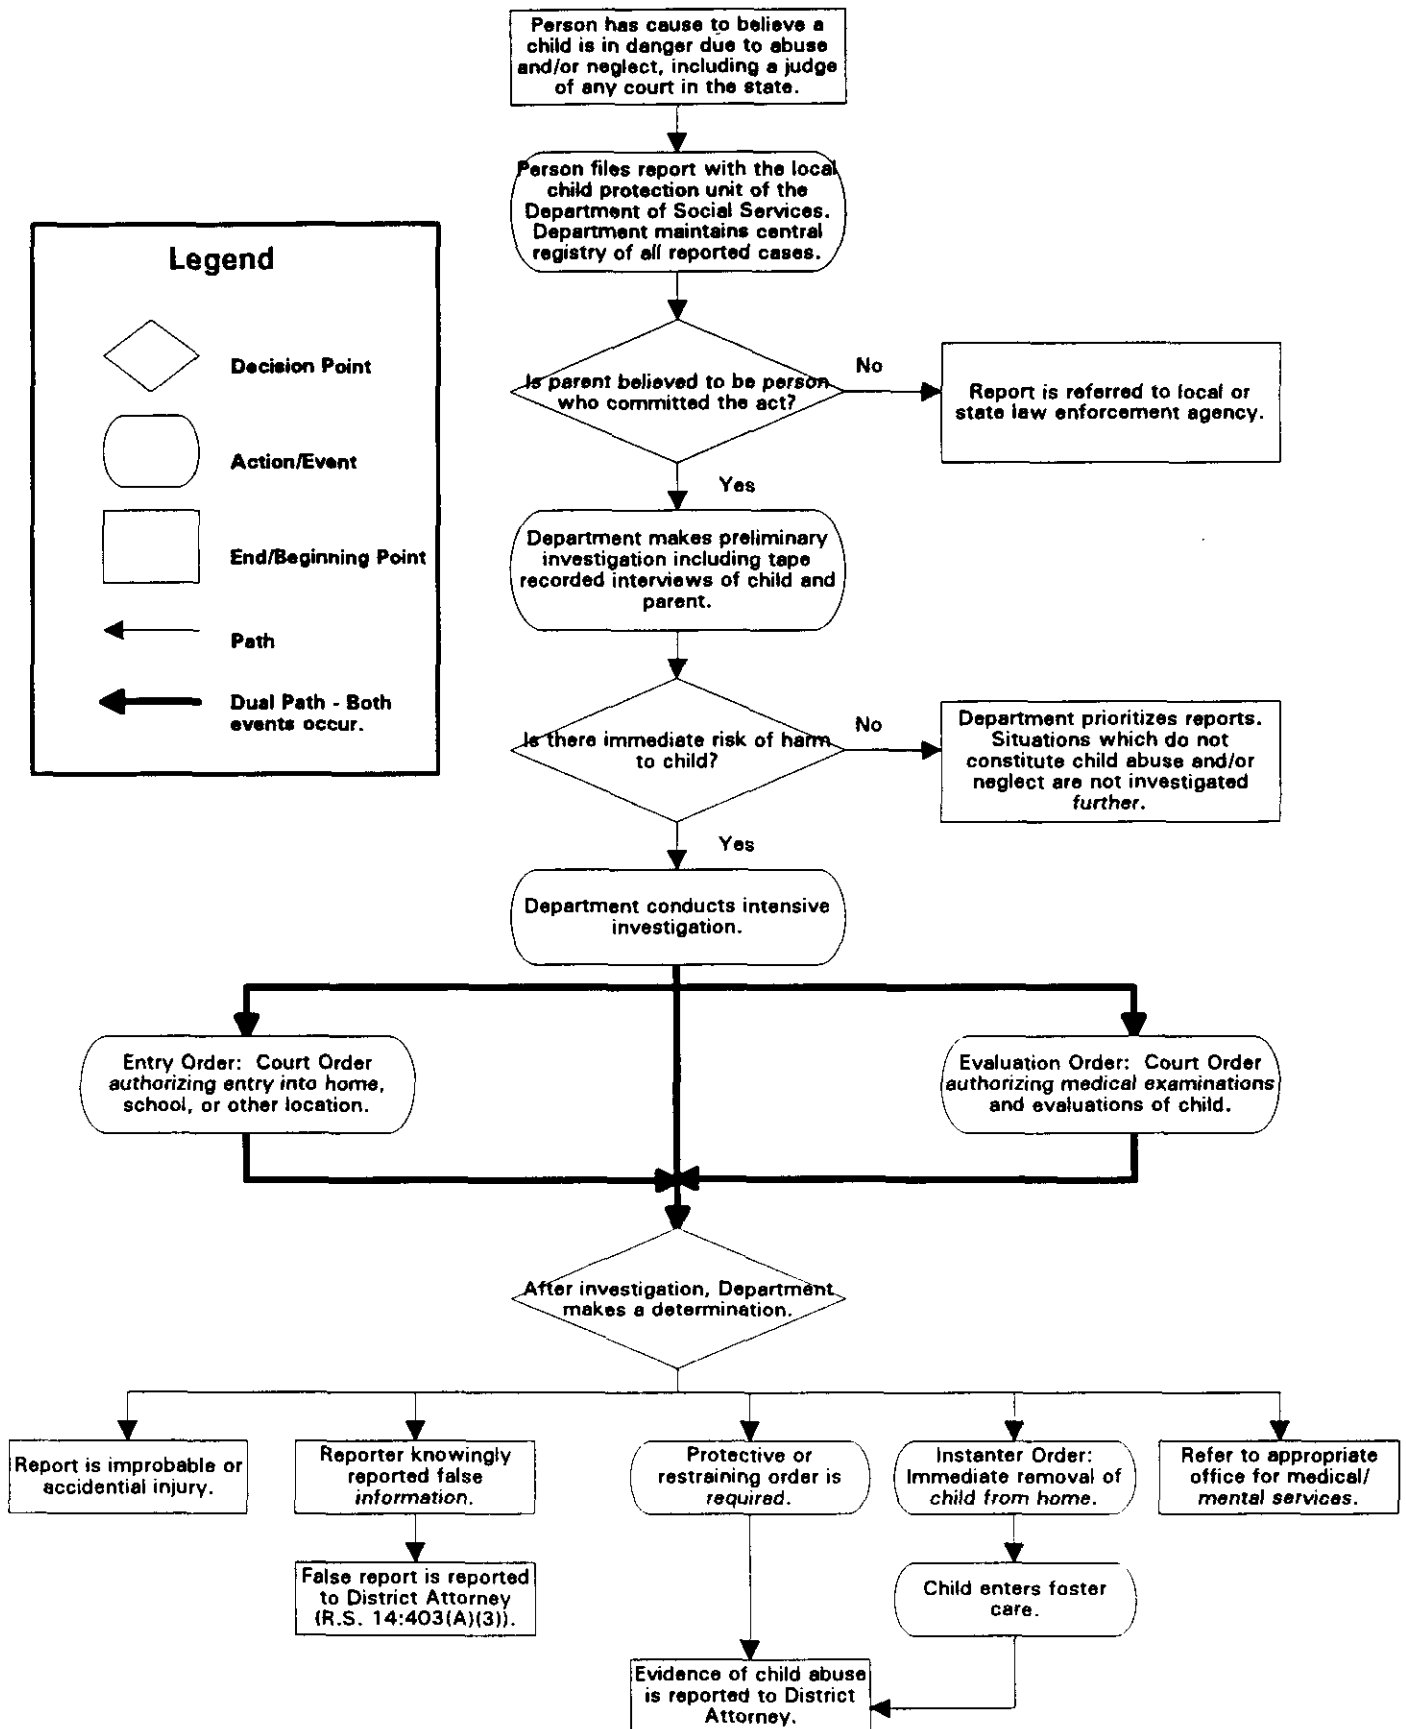 Person has cause to believe a
child is in danger due to abuse
and/or neglect, including a judge
of any court in the state.
Person files report with the local
child protection unit of the
Department of Social Services.
Department maintains central
registry of all reported cases.
Legend
Decision Point
Action/Event
End/Beginning Point
Path
Dual Path - Both
events occur.
Is parent believed to be person
who committed the act?
No
Report is referred to local or
state law enforcement agency.
Yes
Department makes preliminary
investigation including tape
recorded interviews of child and
parent.
Is there immediate risk of harm
to child?
No
Department prioritizes reports.
Situations which do not
constitute child abuse and/or
neglect are not investigated
further.
Yes
Department conducts intensive
investigation.
Entry Order: Court Order
authorizing entry into home,
school, or other location.
Evaluation Order: Court Order
authorizing medical examinations
and evaluations of child.
After investigation, Department
makes a determination.
Report is improbable or
accidential injury.
Reporter knowingly
reported false
information.
Protective or
restraining order is
required.
Instanter Order:
Immediate removal of
child from home.
Refer to appropriate
office for medical/
mental services.
False report is reported
to District Attorney
(R.S. 14:403(A)(3)).
Child enters foster
care.
Evidence of child abuse
is reported to District
Attorney.